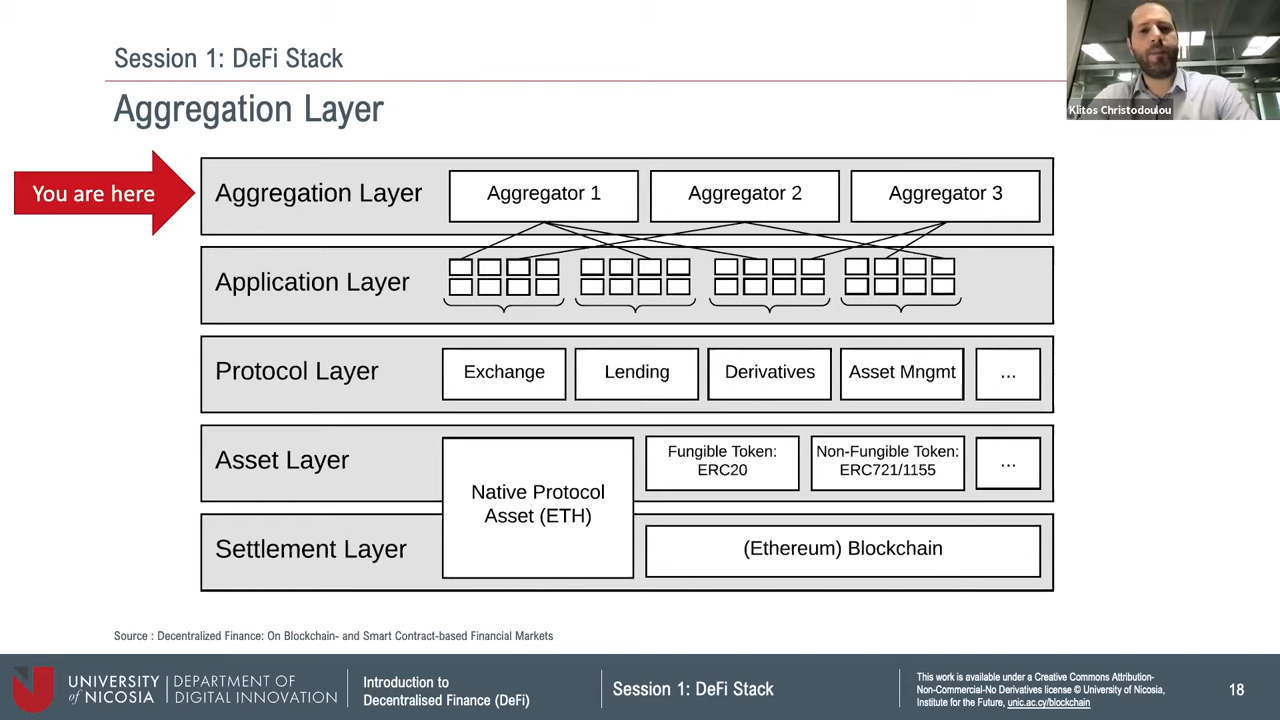 Session 1: DeFi Stack
Aggregation Layer
Klitos Christodoulou
You are here
Aggregation Layer
Aggregator 1
Aggregator 2
Aggregator 3
Application Layer
Protocol Layer
Exchange
Lending
Derivatives
Asset Mngmt
...
Asset Layer
Native Protocol
Asset (ETH)
Fungible Token:
ERC20
Non-Fungible Token:
ERC721/1155
...
Settlement Layer
(Ethereum) Blockchain
Source : Decentralized Finance: On Blockchain- and Smart Contract-based Financial Markets
UNIVERSITY
of NICOSIA
DEPARTMENT OF
DIGITAL INNOVATION
Introduction to
Decentralised Finance (DeFi)
Session 1: DeFi Stack
This work is available under a Creative Commons Attribution-
Non-Commercial-No Derivatives license © University of Nicosia,
Institute for the Future, unic.ac.cy/blockchain
18